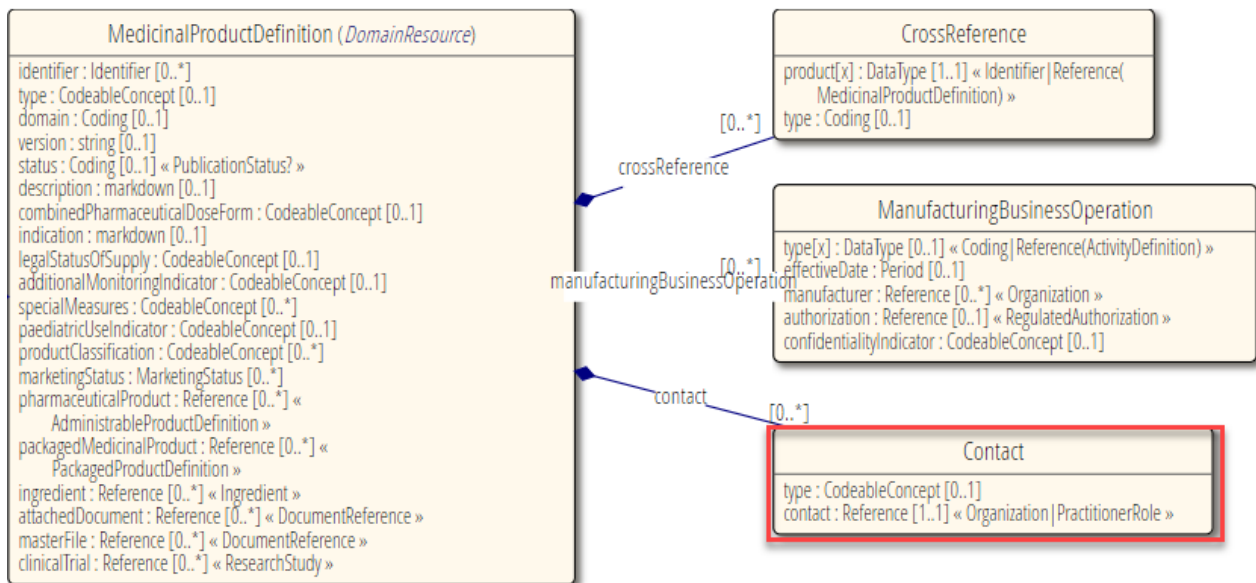 MedicinalProductDefinition (DomainResource)
identifier : Identifier [0..*]
type : CodeableConcept [0..1]
domain : Coding [0..1]
version : string [0..1]
status : Coding [0..1] « PublicationStatus? »
description : markdown [0..1]
combinedPharmaceuticalDoseForm : CodeableConcept [0..1]
indication : markdown [0..1]
legalStatusOfSupply : CodeableConcept [0..1]
additionalMonitoringIndicator : CodeableConcept [0..1]
specialMeasures : CodeableConcept [0..*]
paediatricUseIndicator : CodeableConcept [0..1]
productClassification : CodeableConcept [0..*]
marketingStatus : MarketingStatus [0..*]
pharmaceuticalProduct : Reference [0..*] «
AdministrableProductDefinition »
packagedMedicinalProduct : Reference [0..*] «
PackagedProductDefinition »
ingredient : Reference [0..*] « Ingredient »
attachedDocument : Reference [0..*] « DocumentReference »
masterFile : Reference [0..*] « DocumentReference »
clinicalTrial : Reference [0..*] « ResearchStudy »
[0..*]
crossReference
CrossReference
product[x] : DataType [1..1] « Identifier|Reference(
MedicinalProductDefinition) »
type : Coding [0..1]
[0..*]
manufacturingBusinessOperation
ManufacturingBusinessOperation
type[x] : DataType [0..1] « Coding|Reference(ActivityDefinition) »
effectiveDate : Period [0..1]
manufacturer : Reference [0..*] « Organization »
authorization : Reference [0..1] « RegulatedAuthorization »
confidentialityIndicator : CodeableConcept [0..1]
contact
[0..*]
Contact
type : CodeableConcept [0..1]
contact : Reference [1..1] « Organization|PractitionerRole »